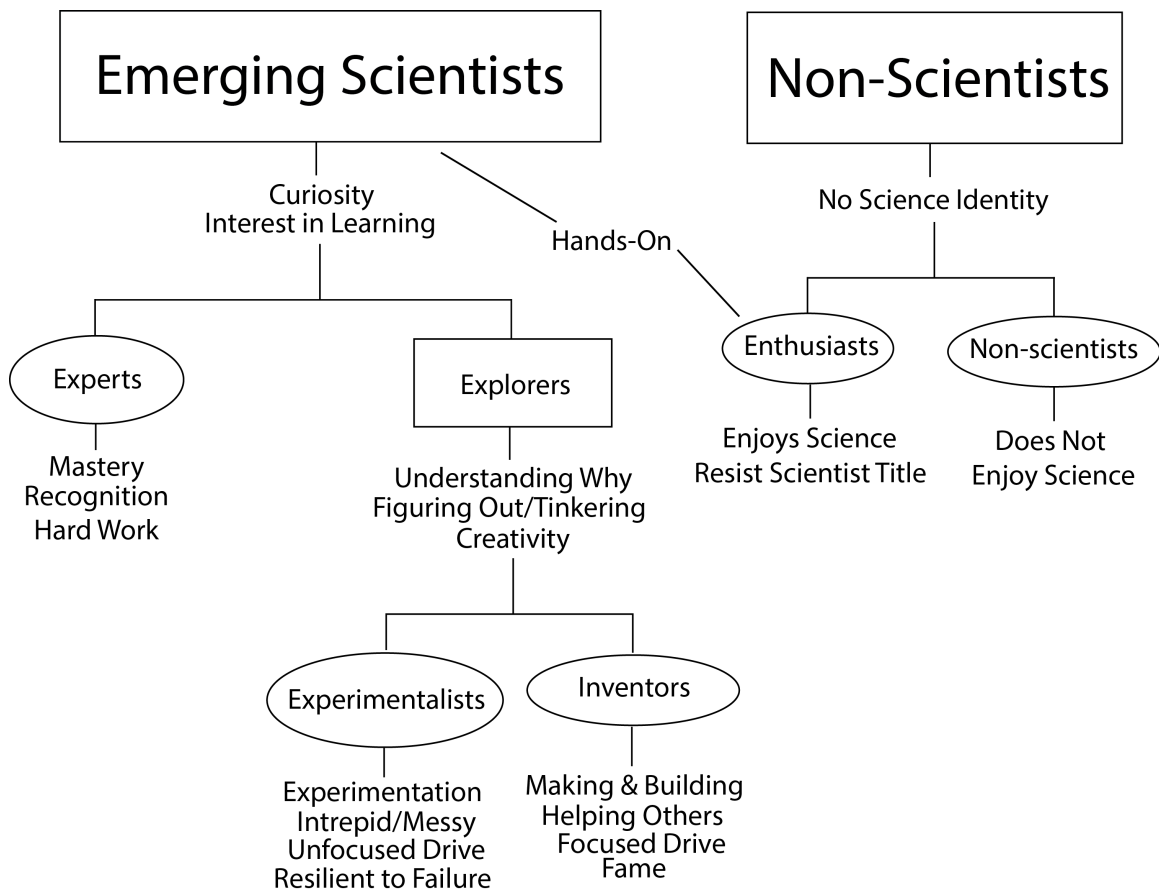 Emerging Scientists
Non-Scientists
Curiosity
Interest in Learning
Hands-On
No Science Identity
Experts
Explorers
Enthusiasts
Non-scientists
Mastery
Recognition
Hard Work
Understanding Why
Figuring Out/Tinkering
Creativity
Enjoys Science
Resist Scientist Title
Does Not
Enjoy Science
Experimentalists
Inventors
Experimentation
Intrepid/Messy
Unfocused Drive
Resilient to Failure
Making & Building
Helping Others
Focused Drive
Fame